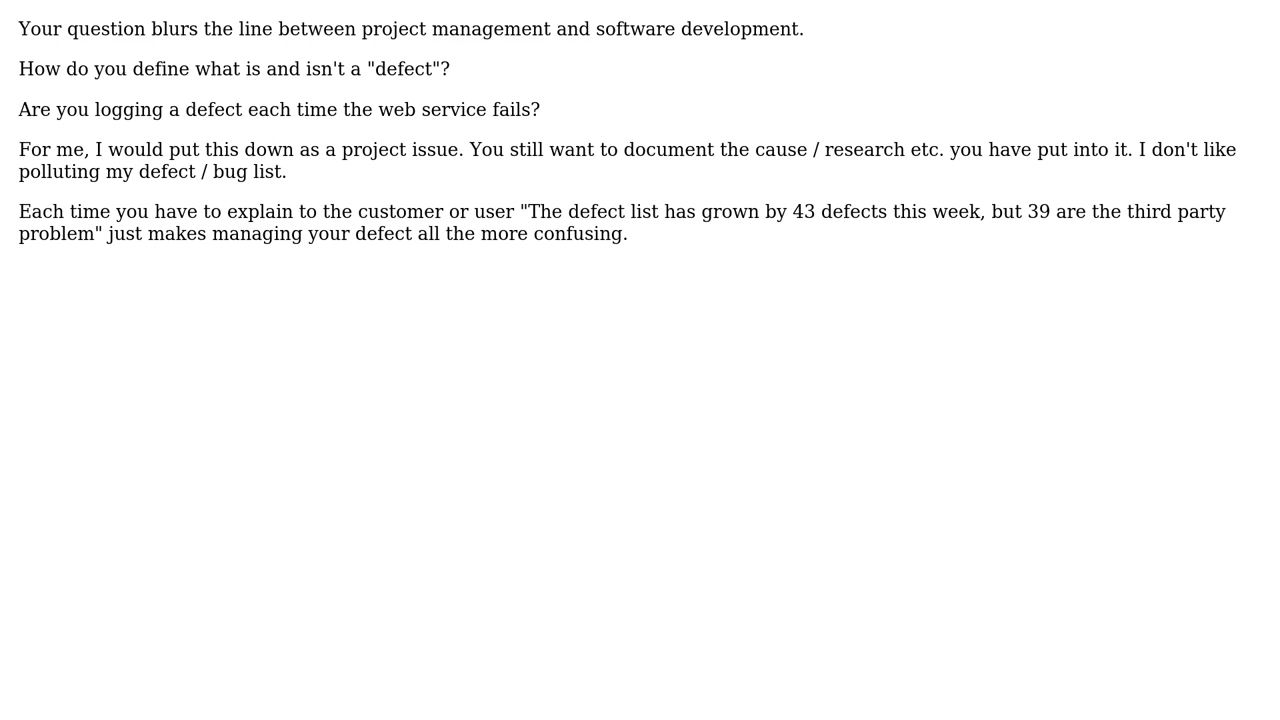 Your question blurs the line between project management and software development.
How do you define what is and isn't a "defect"?
Are you logging a defect each time the web service fails?
For me, I would put this down as a project issue. You still want to document the cause / research etc. you have put into it. I don't like
polluting my defect / bug list.
Each time you have to explain to the customer or user "The defect list has grown by 43 defects this week, but 39 are the third party
problem" just makes managing your defect all the more confusing.